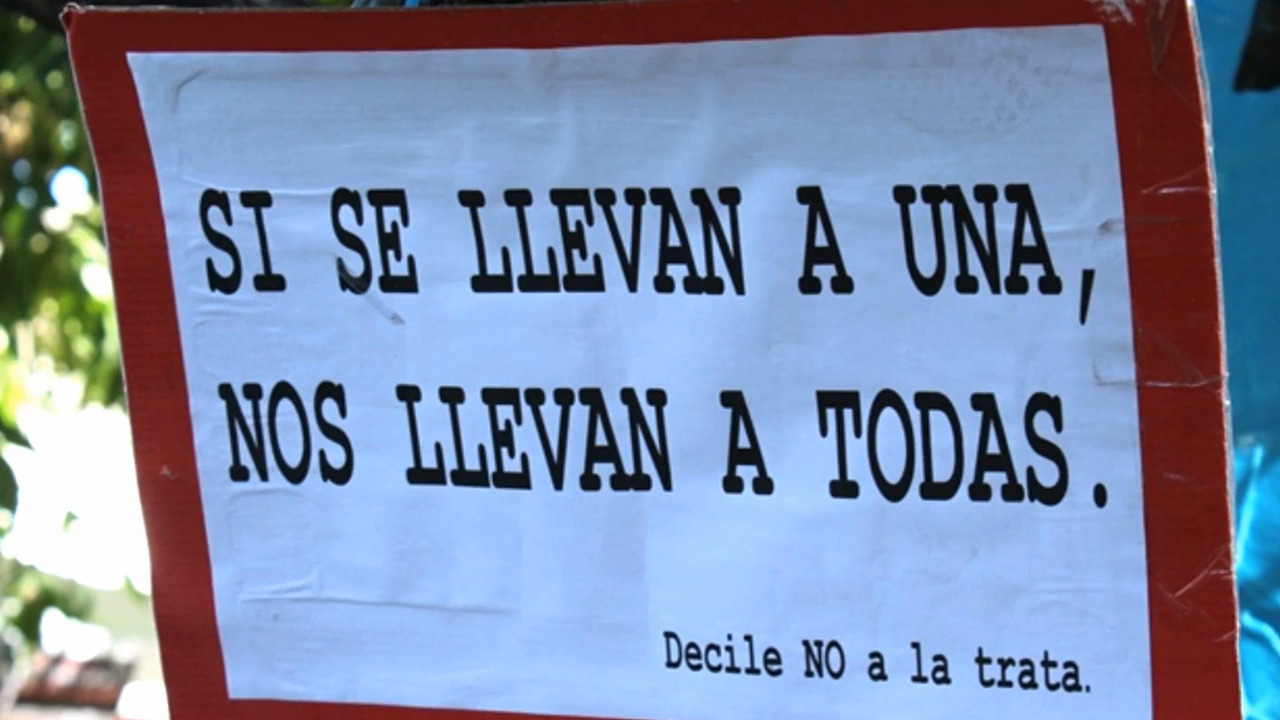 SI SE LLEVAN A UNA,
NOS LLEVAN A TODAS.
Decile NO a la trata.